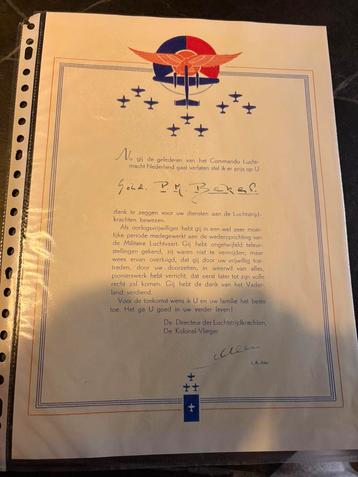 Nu gij de gelederen van het Commando Lucht-
macht Nederland gaat verlaten stel ik er prijs op U
dank te zeggen voor uw diensten aan de Luchtstrijd-
krachten bewezen.
Als oorlogsvrijwilliger hebt gij in een wel zeer moei-
lijke periode medegewerkt aan de wederoprichting van
de Militaire Luchtvaart. Gij hebt ongetwijfeld teleur-
stellingen gekend, zij waren niet te vermijden; maar
wees ervan overtuigd, dat gij door uw vrijwillig toe-
treden, door uw doorzetten, in weerwil van alles,
pionierswerk hebt verricht, dat eerst later tot zijn volle
recht zal komen. Gij hebt de dank van het Vader-
land verdiend.
Voor de toekomst wens ik U en uw familie het beste
toe. Het ga U goed in uw verder leven!
De Directeur der Luchtstrijdkrachten,
De Kolonel-Vlieger